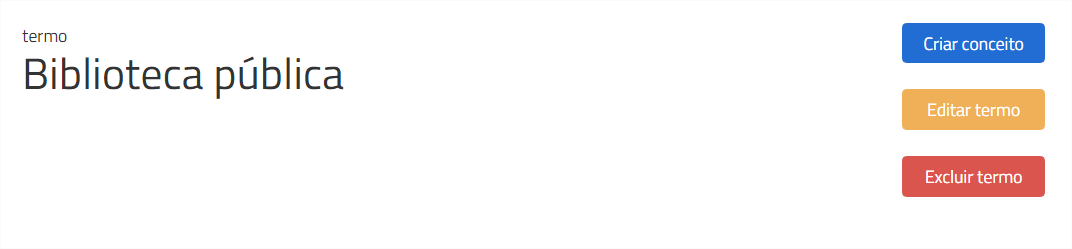 termo
Biblioteca pública
Criar conceito
Editar termo
Excluir termo